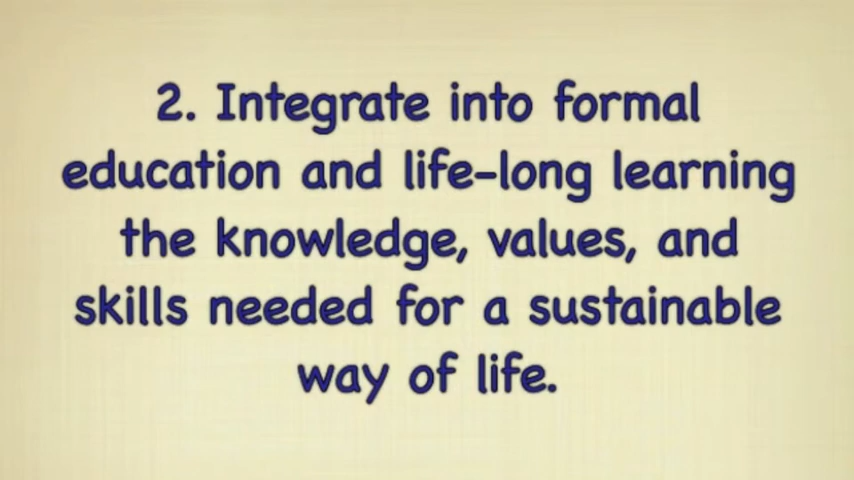 2. Integrate into formal
education and life-long learning
the knowledge, values, and
skills needed for a sustainable
way of life.